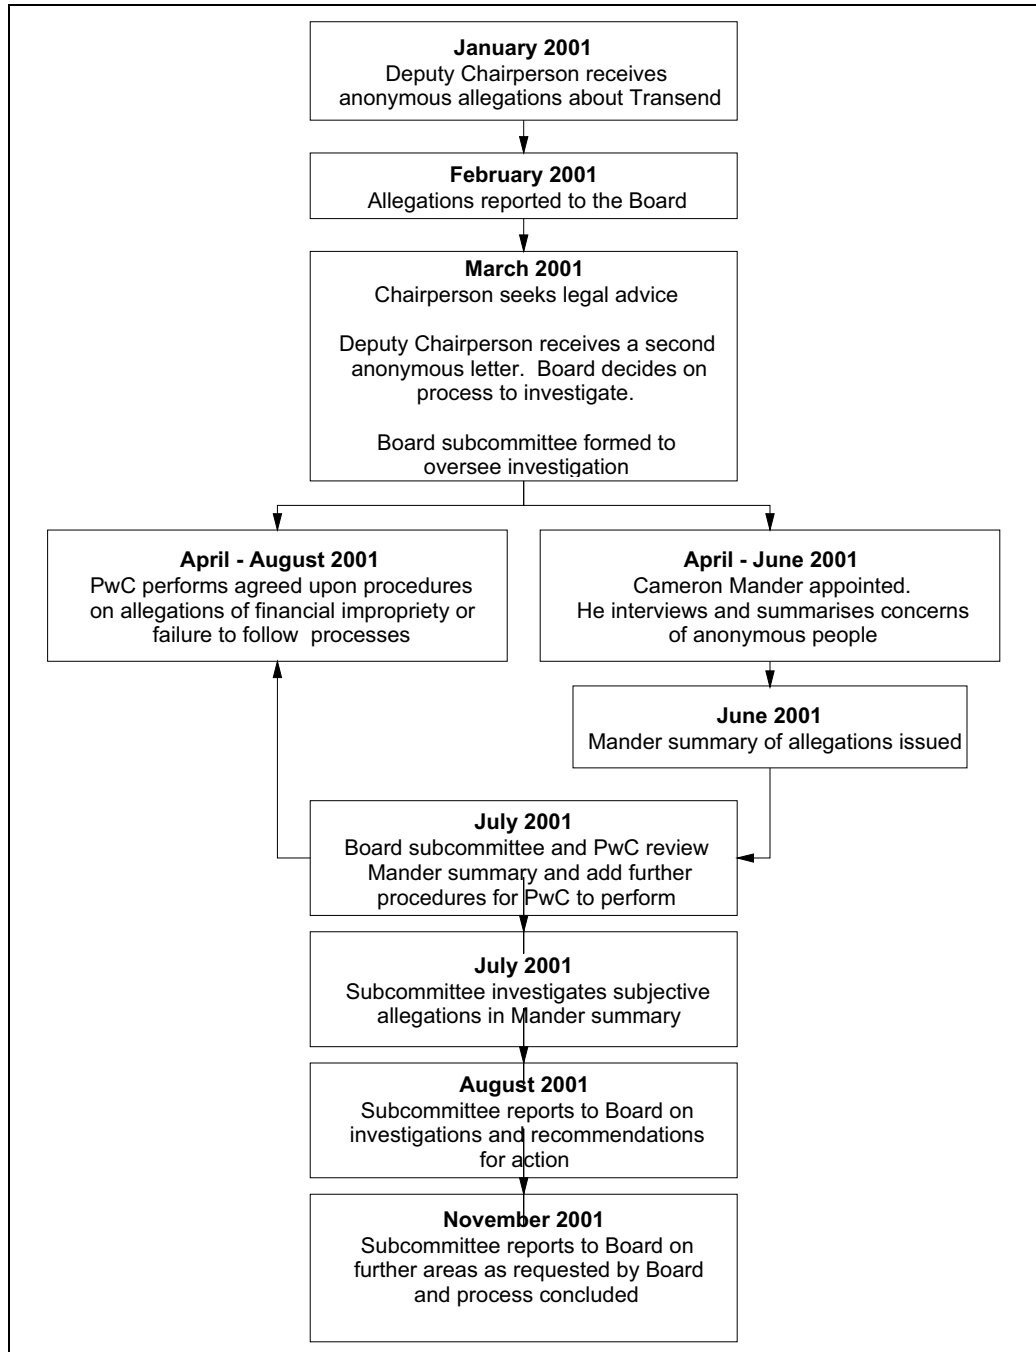 January 2001
Deputy Chairperson receives
anonymous allegations about Transend
February 2001
Allegations reported to the Board
March 2001
Chairperson seeks legal advice
Deputy Chairperson receives a second
anonymous letter.  Board decides on
process to investigate.
Board subcommittee formed to
oversee investigation
April - August 2001
PwC performs agreed upon procedures
on allegations of financial impropriety or
failure to follow  processes
April - June 2001
Cameron Mander appointed.
He interviews and summarises concerns
of anonymous people
June 2001
Mander summary of allegations issued
July 2001
Board subcommittee and PwC review
Mander summary and add further
procedures for PwC to perform
July 2001
Subcommittee investigates subjective
allegations in Mander summary
August 2001
Subcommittee reports to Board on
investigations and recommendations
for action
November 2001
Subcommittee reports to Board on
further areas as requested by Board
and process concluded